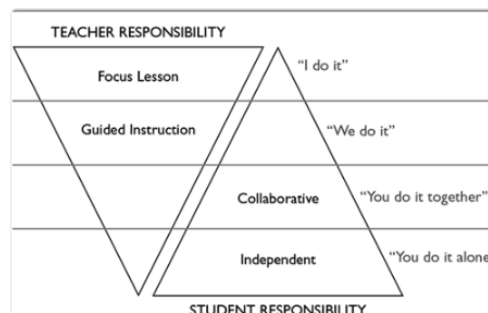 TEACHER RESPONSIBILITY
Focus Lesson
"I do it"
Guided Instruction
"We do it"
Collaborative
"You do it together"
Independent
"You do it alone
STUDENT RESPONSIBILITY